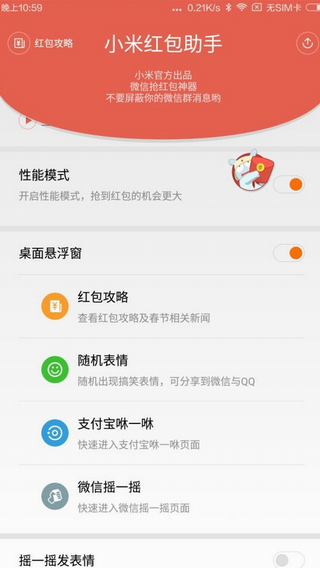 晚上10:59
... 0.21K/s 无SIM卡
红包攻略
小米红包助手
小米官方出品
微信抢红包神器
不要屏蔽你的微信群消息哟
性能模式
开启性能模式，抢到红包的机会更大
桌面悬浮窗
红包攻略
查看红包攻略及春节相关新闻
随机表情
随机出现搞笑表情，可分享到微信与QQ
支付宝咻一咻
快速进入支付宝咻一咻页面
微信摇一摇
快速进入微信摇一摇页面
摇一摇发表情